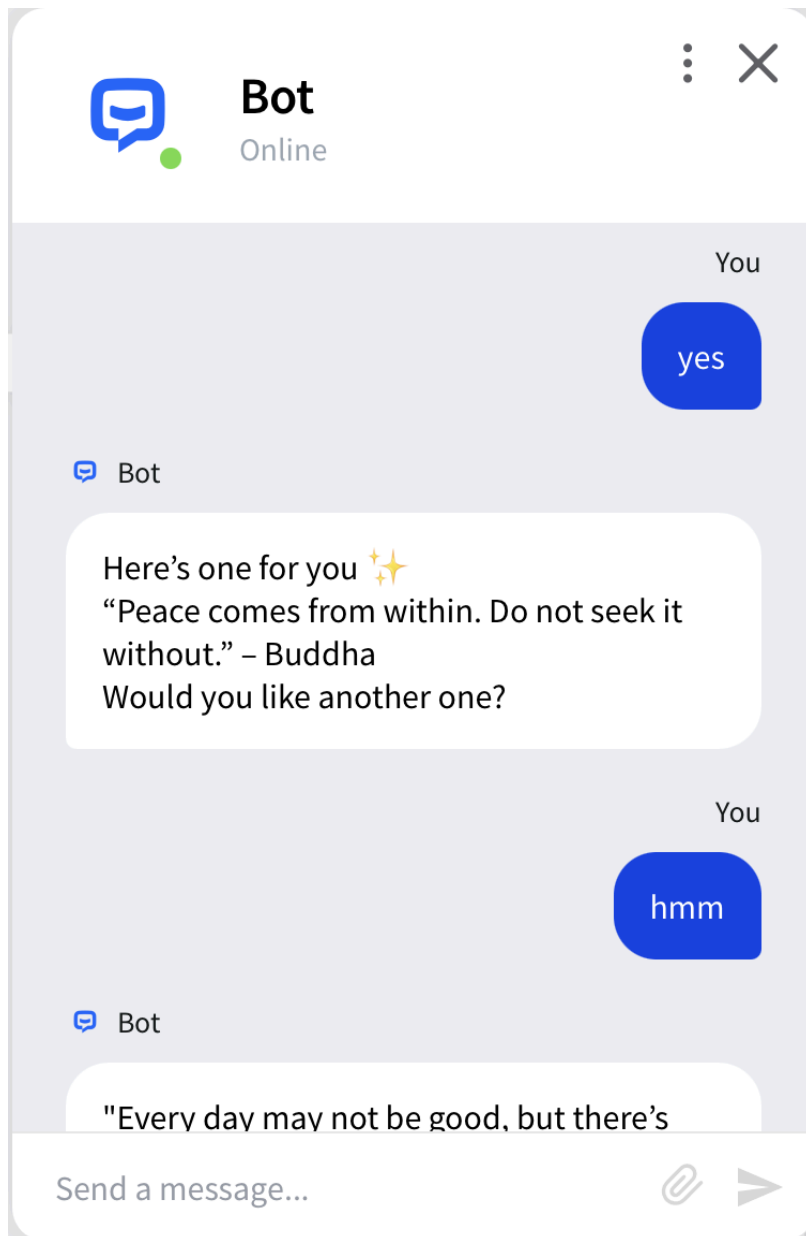 Bot
Online
You
yes
Bot
Here’s one for you ✨
“Peace comes from within. Do not seek it
without.” – Buddha
Would you like another one?
You
hmm
Bot
"Every day may not be good, but there’s
Send a message...